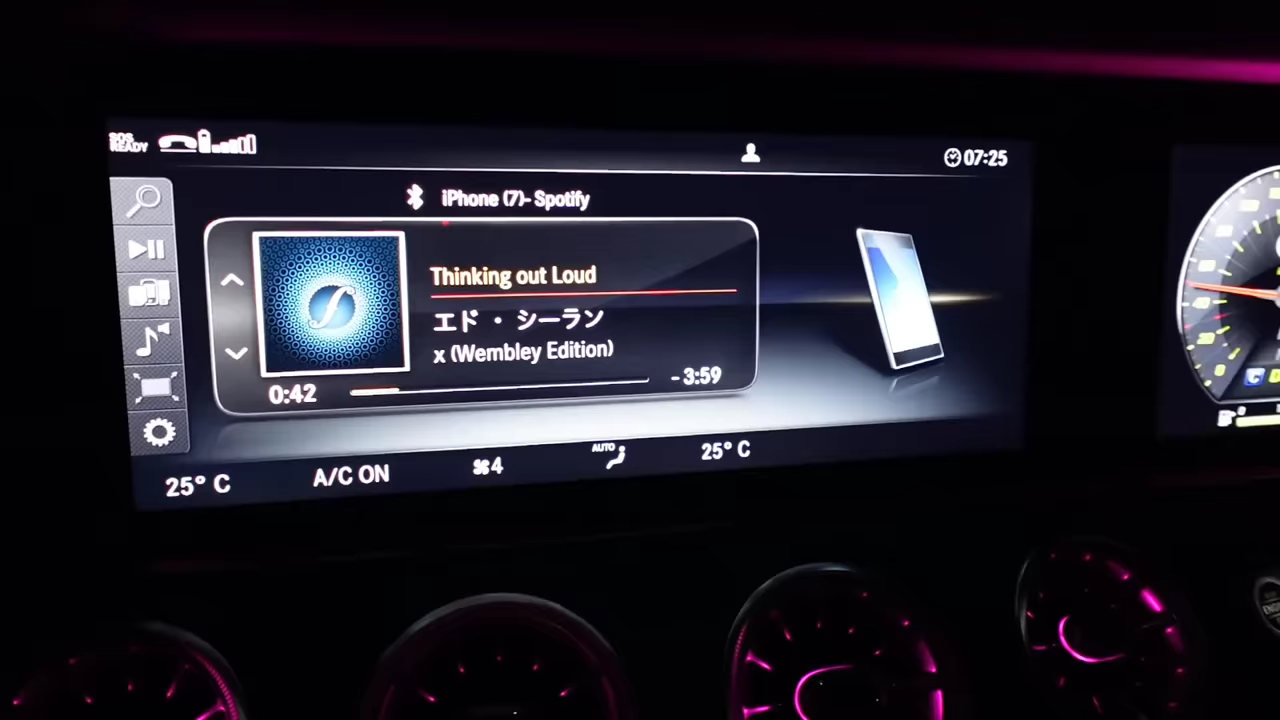 SOS
READY
07:25
iPhone (7)- Spotify
Thinking out Loud
エド・シーラン
x (Wembley Edition)
0:42
-3:59
25° C
A/C ON
4
AUTO
25° C